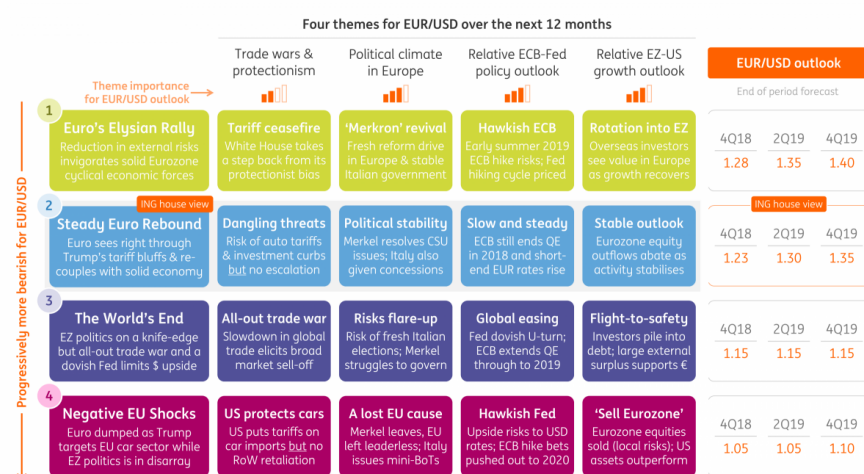 Four themes for EUR/USD over the next 12 months
Trade wars &
protectionism
Political climate
in Europe
Relative ECB-Fed
policy outlook
Relative EZ-US
growth outlook
EUR/USD outlook
End of period forecast
Theme importance
for EUR/USD outlook
Progressively more bearish for EUR/USD
1
Euro's Elysian Rally
Reduction in external risks
invigorates solid Eurozone
cyclical economic forces
Tariff ceasefire
White House takes
a step back from its
protectionist bias
‘Merkron’ revival
Fresh reform drive
in Europe & stable
Italian government
Hawkish ECB
Early summer 2019
ECB hike risks; Fed
hiking cycle priced
Rotation into EZ
Overseas investors
see value in Europe
as growth recovers
4Q18 2Q19 4Q19
1.28 1.35 1.40
2
ING house view
Steady Euro Rebound
Euro sees right through
Trump's tariff bluffs & re-
couples with solid economy
Dangling threats
Risk of auto tariffs
& investment curbs
but no escalation
Political stability
Merkel resolves CSU
issues; Italy also
given concessions
Slow and steady
ECB still ends QE
in 2018 and short-
end EUR rates rise
Stable outlook
Eurozone equity
outflows abate as
activity stabilises
ING house view
4Q18 2Q19 4Q19
1.23 1.30 1.35
3
The World's End
EZ politics on a knife-edge
but all-out trade war and a
dovish Fed limits $ upside
All-out trade war
Slowdown in global
trade elicits broad
market sell-off
Risks flare-up
Risk of fresh Italian
elections; Merkel
struggles to govern
Global easing
Fed dovish U-turn;
ECB extends QE
through to 2019
Flight-to-safety
Investors pile into
debt; large external
surplus supports €
4Q18 2Q19 4Q19
1.15 1.15 1.15
4
Negative EU Shocks
Euro dumped as Trump
targets EU car sector while
EZ politics is in disarray
US protects cars
US puts tariffs on
car imports but no
RoW retaliation
A lost EU cause
Merkel leaves, EU
left leaderless; Italy
issues mini-BoTs
Hawkish Fed
Upside risks to USD
rates; ECB hike bets
pushed out to 2020
‘Sell Eurozone’
Eurozone equities
sold (local risks); US
assets outperform
4Q18 2Q19 4Q19
1.05 1.05 1.10